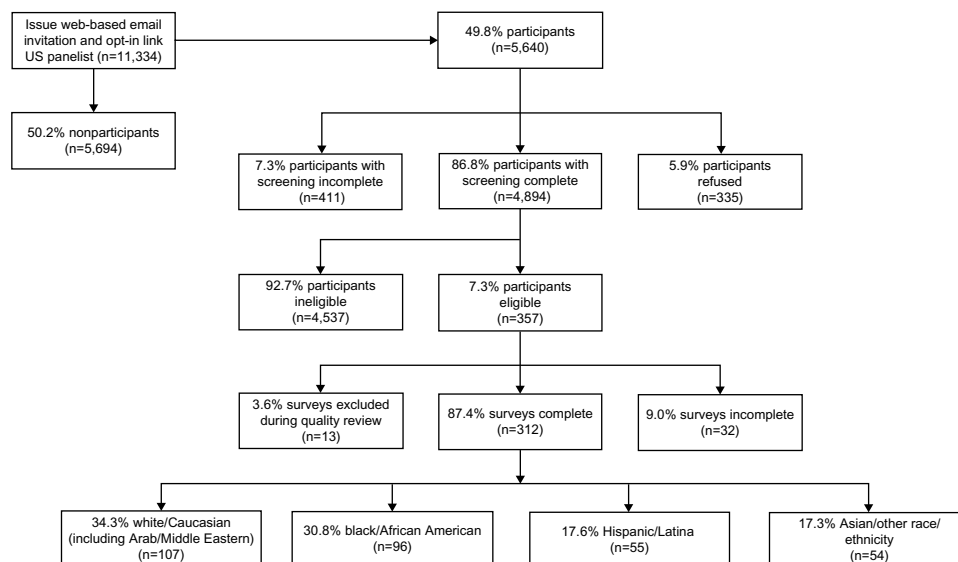 Issue web-based email
invitation and opt-in link
US panelist (n=11,334)
49.8% participants
(n=5,640)
50.2% nonparticipants
(n=5,694)
7.3% participants with
screening incomplete
(n=411)
86.8% participants with
screening complete
(n=4,894)
5.9% participants
refused
(n=335)
92.7% participants
ineligible
(n=4,537)
7.3% participants
eligible
(n=357)
3.6% surveys excluded
during quality review
(n=13)
87.4% surveys complete
(n=312)
9.0% surveys incomplete
(n=32)
34.3% white/Caucasian
(including Arab/Middle Eastern)
(n=107)
30.8% black/African American
(n=96)
17.6% Hispanic/Latina
(n=55)
17.3% Asian/other race/
ethnicity
(n=54)